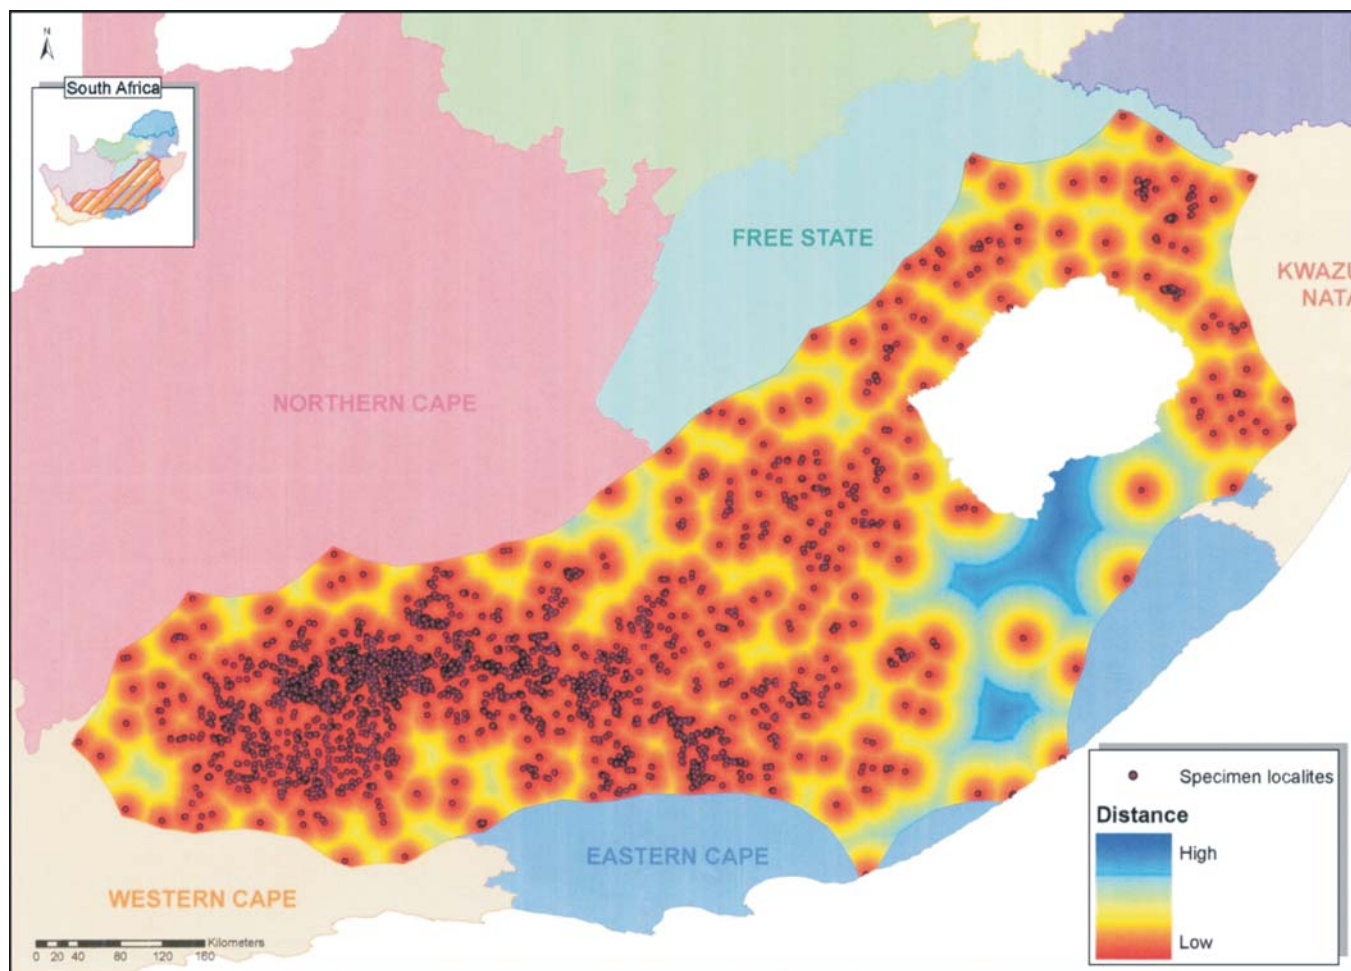 N
South Africa
FREE STATE
KWAZU
NATA
NORTHERN CAPE
EASTERN CAPE
WESTERN CAPE
Kilometers
0 20 40 80 120 160
Specimen localites
Distance
High
Low